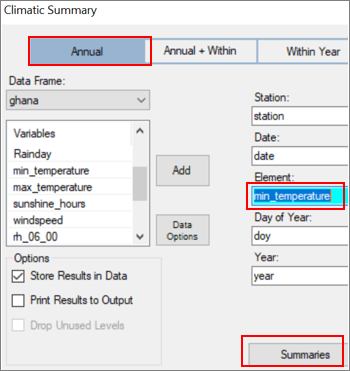 Climatic Summary
Annual
Annual + Within
Within Year
Data Frame:
ghana
Variables
Rainday
min_temperature
max_temperature
sunshine_hours
windspeed
rh_06_00
Add
Data
Options
Station:
station
Date:
date
Element:
min_temperature
Day of Year:
doy
Year:
year
Options
Store Results in Data
Print Results to Output
Drop Unused Levels
Summaries